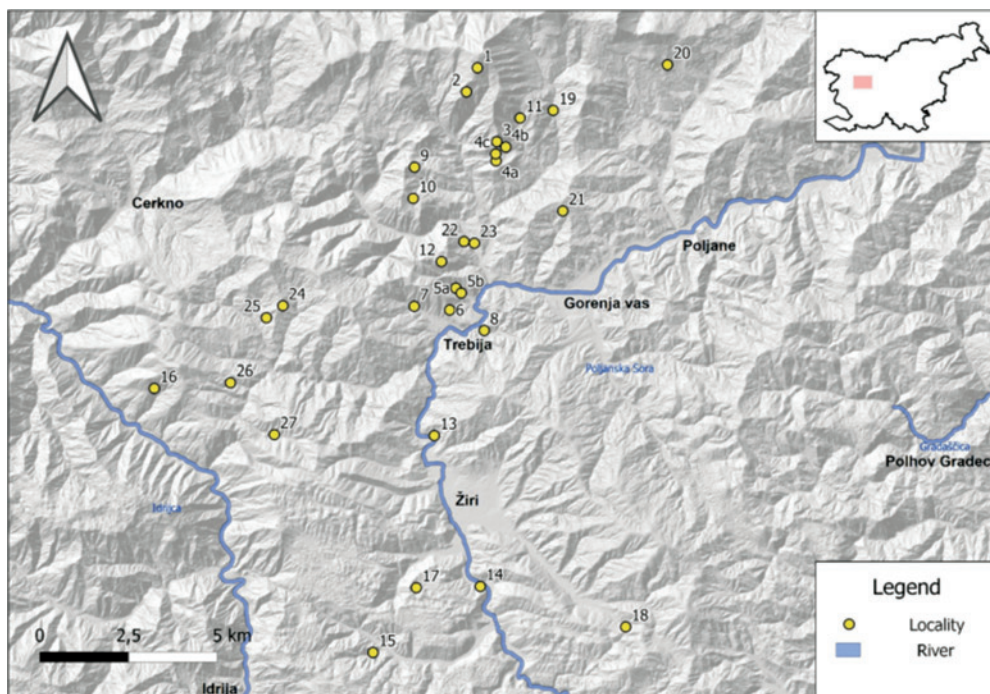 1
20
2
19
11
3
4b
4c
4a
9
10
Cerkno
21
22
23
Poljane
12
5a
5b
24
7
Gorenja vas
25
6
8
Trebija
Poljanska Sora
16
26
27
13
Gradaščica
Polhov Gradec
Žiri
Idrijca
17
14
Legend
18
Locality
0 2,5 5 km
15
River
Idrija